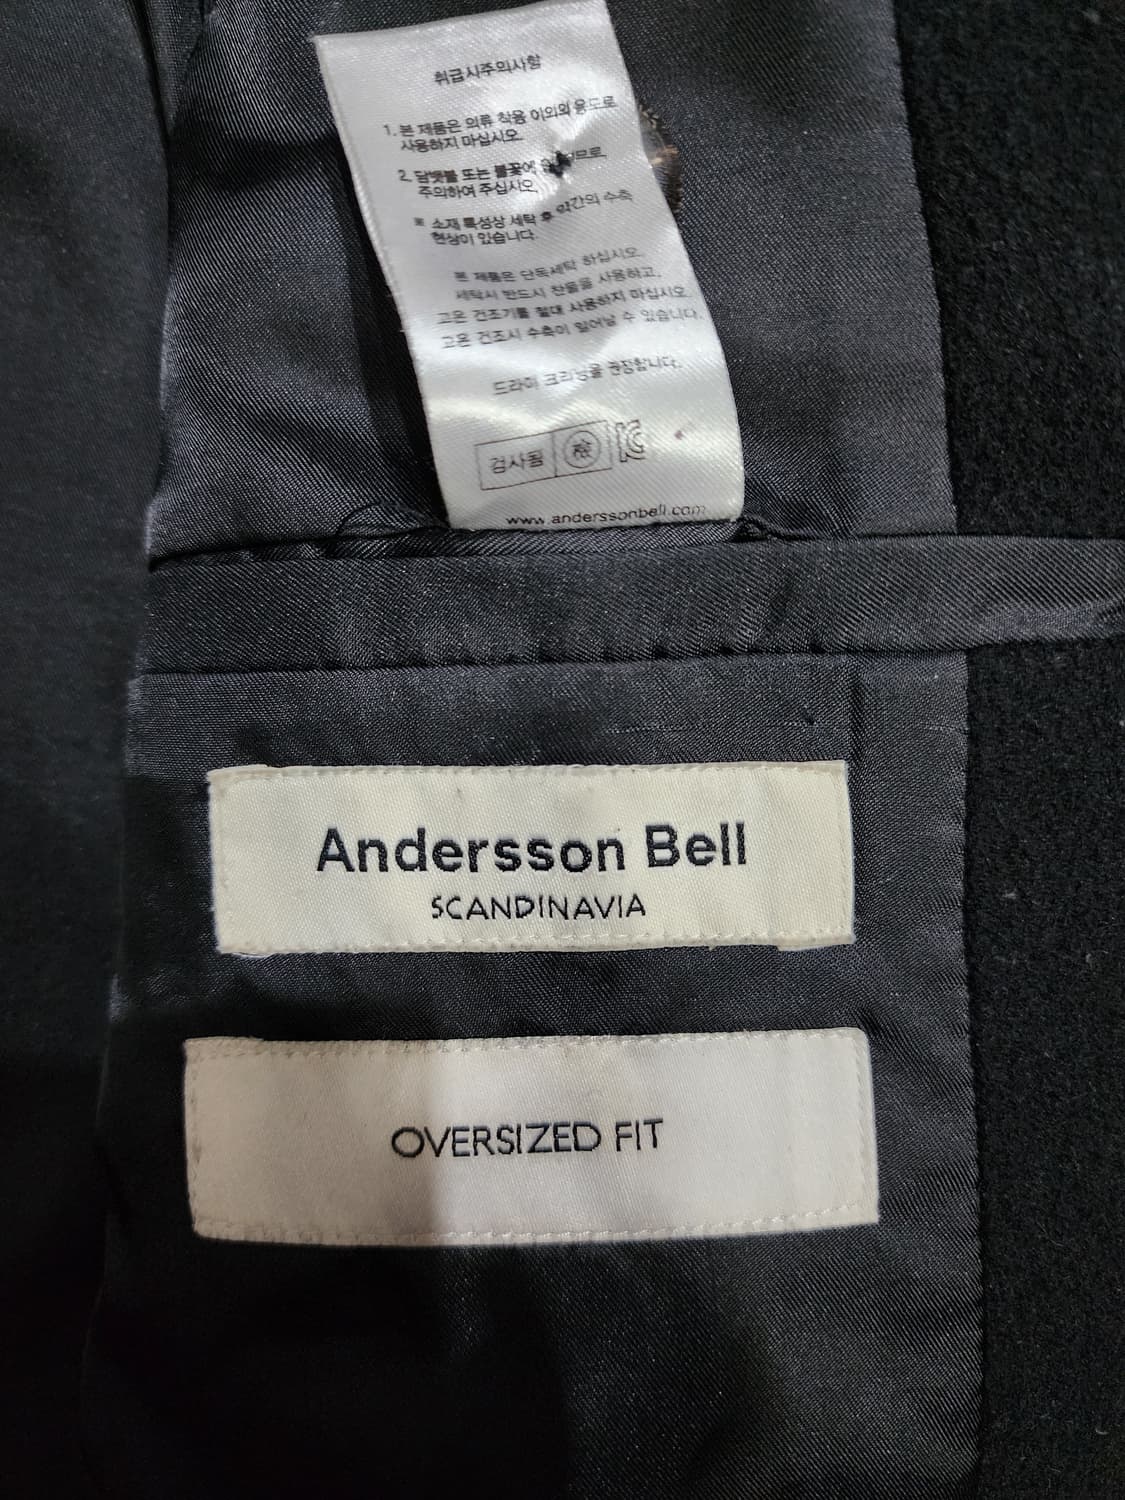 취급시주의사항
1. 본 제품은 의류 착용 이외의 용도로
사용하지 마십시오.
2. 담뱃불 또는 불꽃에
주의하여 주십시오.
※ 소재 특성상 세탁 후 약간의 수축
현상이 있습니다.
본 제품은 단독세탁 하십시오.
세탁시 반드시 찬물을 사용하고,
고온 건조기를 절대 사용하지 마십시오.
고온 건조시 수축이 일어날 수 있습니다.
드라이 크리닝을 권장합니다.
검사필
www.anderssonbell.com
Andersson Bell
SCANDINAVIA
OVERSIZED FIT